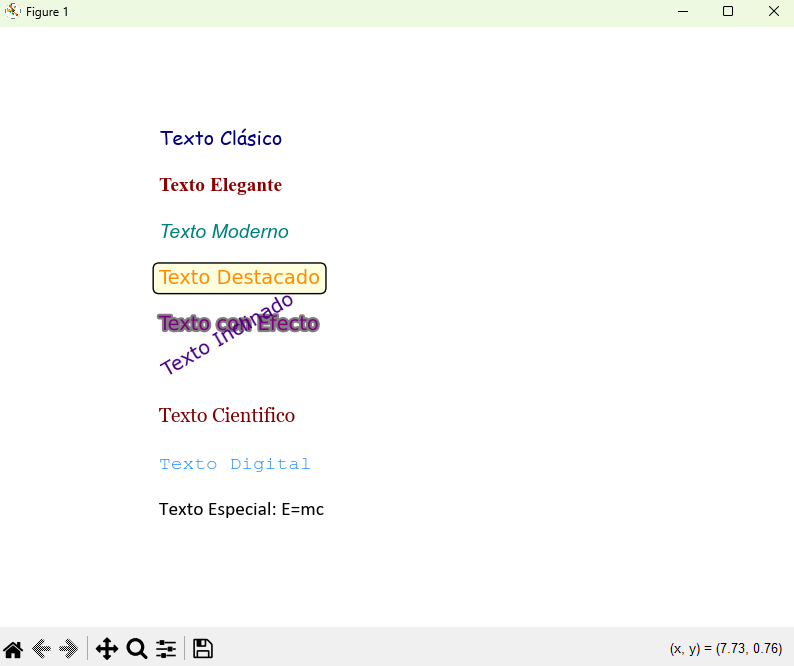 Figure 1
Texto Clásico
Texto Elegante
Texto Moderno
Texto Destacado
Texto con Efecto
Texto Inclinado
Texto Cientifico
Texto Digital
Texto Especial: E=mc
(x, y) = (7.73, 0.76)